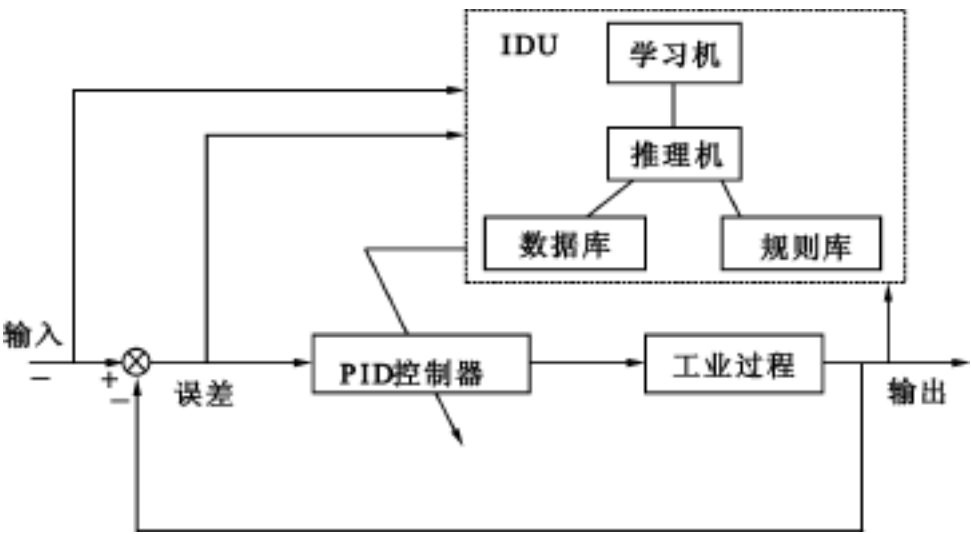 IDU
学习机
推理机
数据库
规则库
输入
−
+
−
误差
PID控制器
工业过程
输出